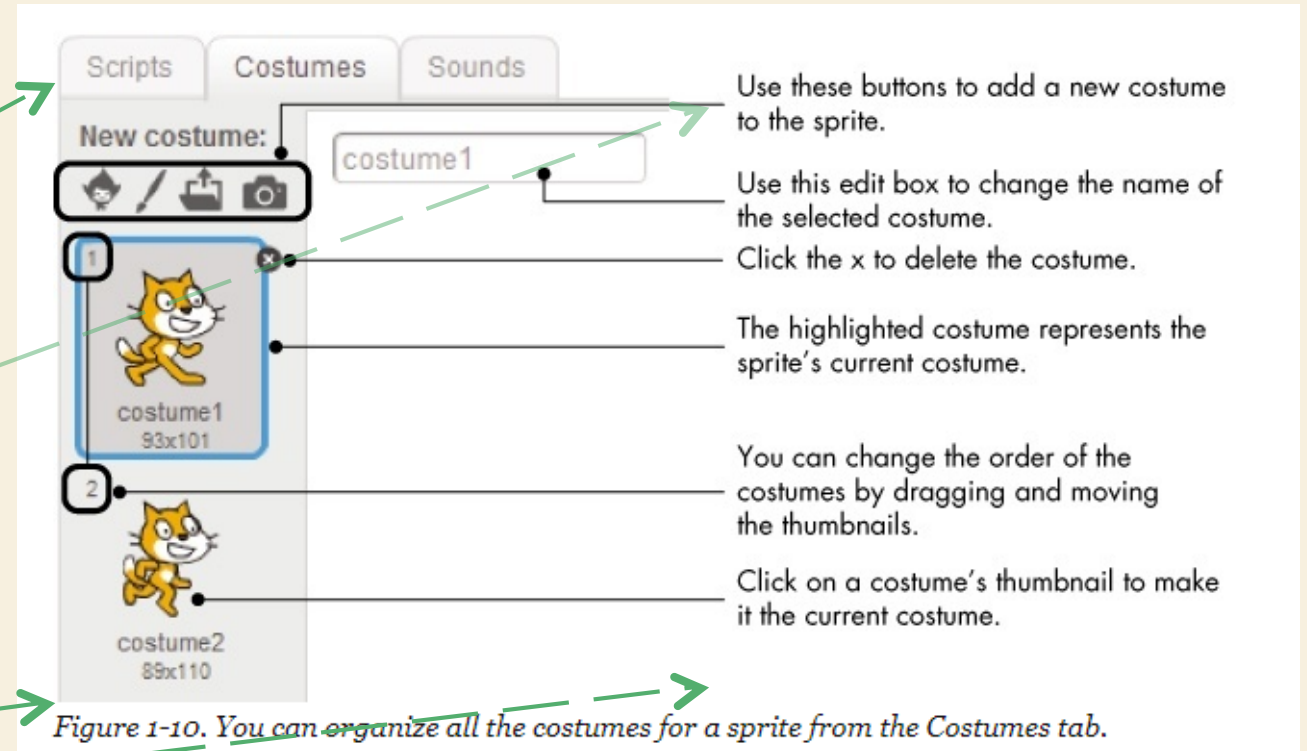 Scripts Costumes Sounds
New costume:
costume1
1
costume1
93x101
2
costume2
89x110
Use these buttons to add a new costume
to the sprite.
Use this edit box to change the name of
the selected costume.
Click the x to delete the costume.
The highlighted costume represents the
sprite's current costume.
You can change the order of the
costumes by dragging and moving
the thumbnails.
Click on a costume's thumbnail to make
it the current costume.
Figure 1-10. You can organize all the costumes for a sprite from the Costumes tab.